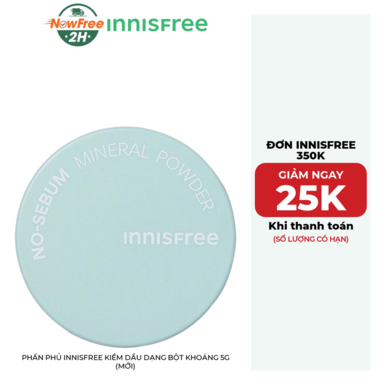 NowFree
2H
innisfree
NO-SEBUM MINERAL POWDER
innisfree
ĐƠN INNISFREE
350K
GIẢM NGAY
25K
Khi thanh toán
(SỐ LƯỢNG CÓ HẠN)
PHẤN PHỦ INNISFREE KIỀM DẦU DẠNG BỘT KHOÁNG 5G
(MỚI)